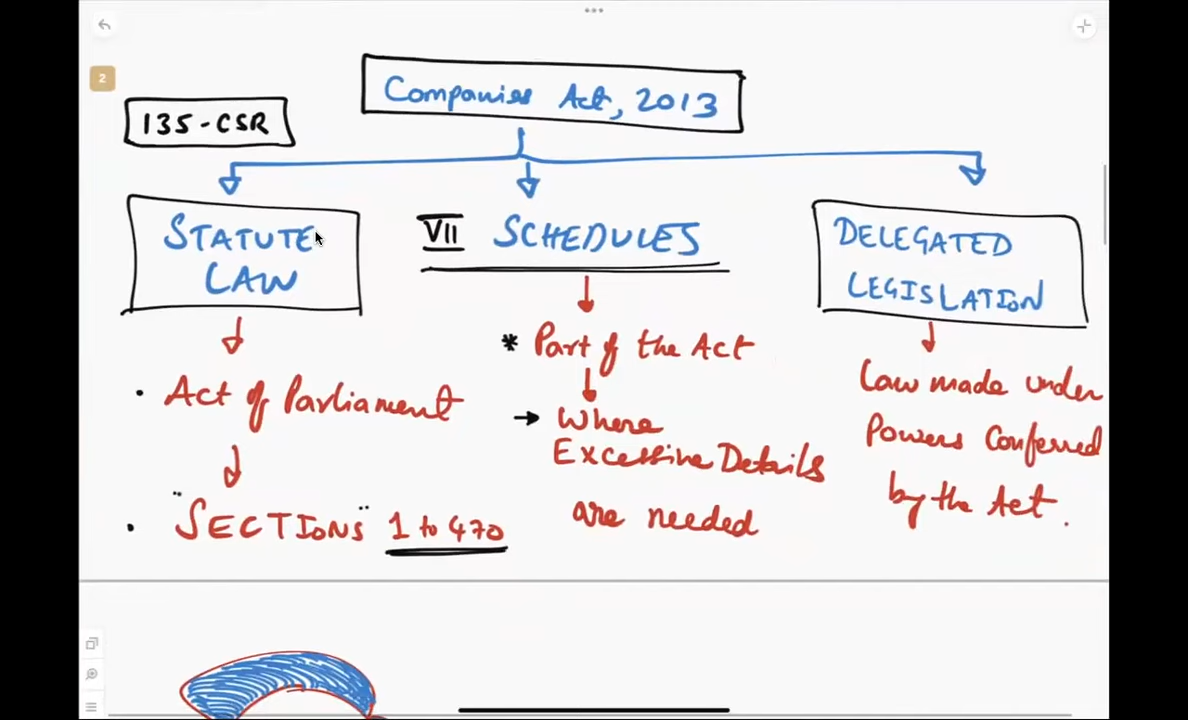 2
Companies Act, 2013
135-CSR
STATUTE
LAW
VII SCHEDULES
DELEGATED
LEGISLATION
* Part of the Act
Law made under
Powers Conferred
by the Act.
• Act of Parliament
→ Where
Excessive Details
are needed
• "SECTIONS" 1 to 470